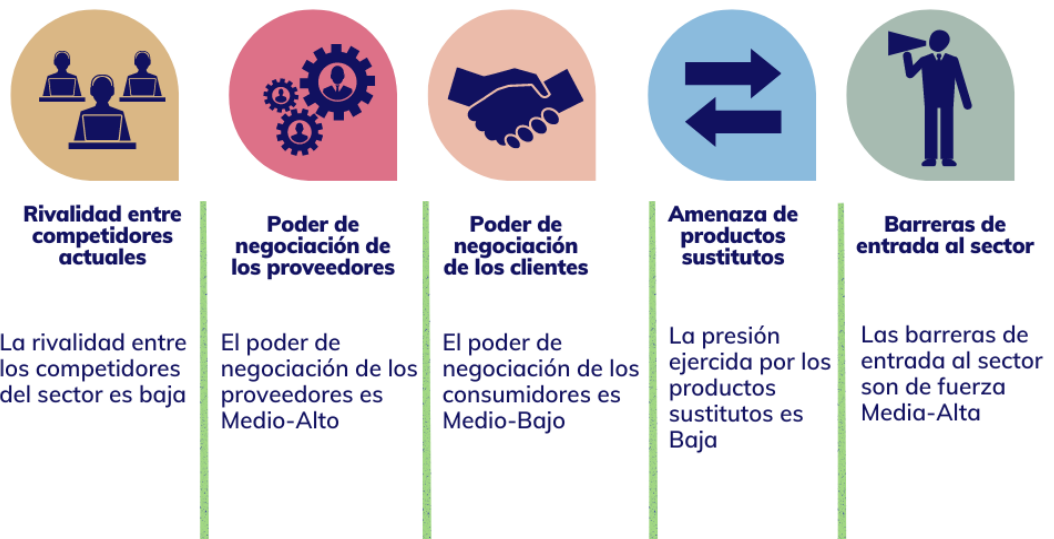 Rivalidad entre
competidores
actuales
La rivalidad entre
los competidores
del sector es baja
Poder de
negociación de
los proveedores
El poder de
negociación de los
proveedores es
Medio-Alto
Poder de
negociación
de los clientes
El poder de
negociación de los
consumidores es
Medio-Bajo
Amenaza de
productos
sustitutos
La presión
ejercida por los
productos
sustitutos es
Baja
Barreras de
entrada al sector
Las barreras de
entrada al sector
son de fuerza
Media-Alta